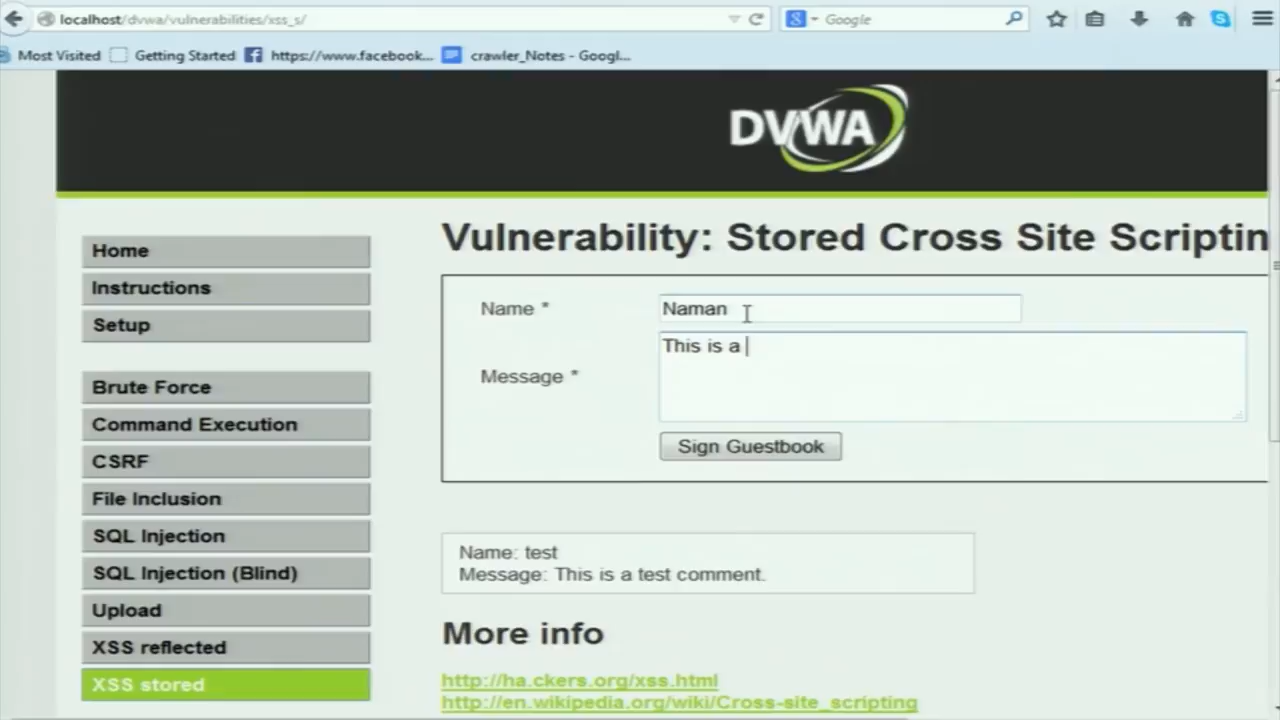 localhost/dvwa/vulnerabilities/xss_s/
Google
Most Visited Getting Started https://www.facebook... crawler_Notes - Googl...
DVWA
Vulnerability: Stored Cross Site Scriptin
Home
Instructions
Setup
Brute Force
Command Execution
CSRF
File Inclusion
SQL Injection
SQL Injection (Blind)
Upload
XSS reflected
XSS stored
Name * Naman
Message * This is a
Sign Guestbook
Name: test
Message: This is a test comment.
More info
http://ha.ckers.org/xss.html
http://en.wikipedia.org/wiki/Cross-site_scripting